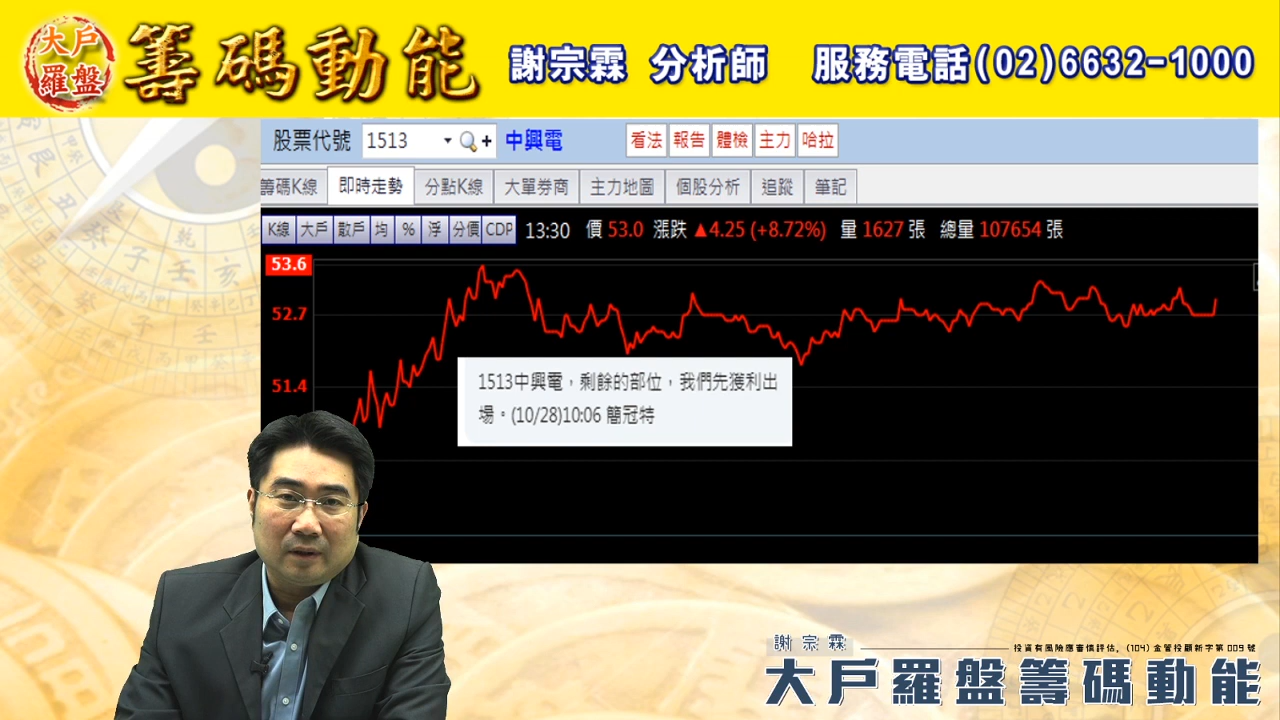 大戶
羅盤
籌碼動能
謝宗霖 分析師 服務電話(02)6632-1000
股票代號 1513 中興電 看法 報告 體檢 主力 哈拉
籌碼K線 即時走勢 分點K線 大單券商 主力地圖 個股分析 追蹤 筆記
K線 大戶 散戶 均 % 浮 分價 CDP 13:30 價 53.0 漲跌 ▲4.25 (+8.72%) 量 1627 張 總量 107654 張
53.6
52.7
51.4
1513中興電，剩餘的部位，我們先獲利出
場。(10/28)10:06 簡冠特
謝宗霖
投資有風險應審慎評估，(104)金管投顧新字第009號
大戶羅盤籌碼動能